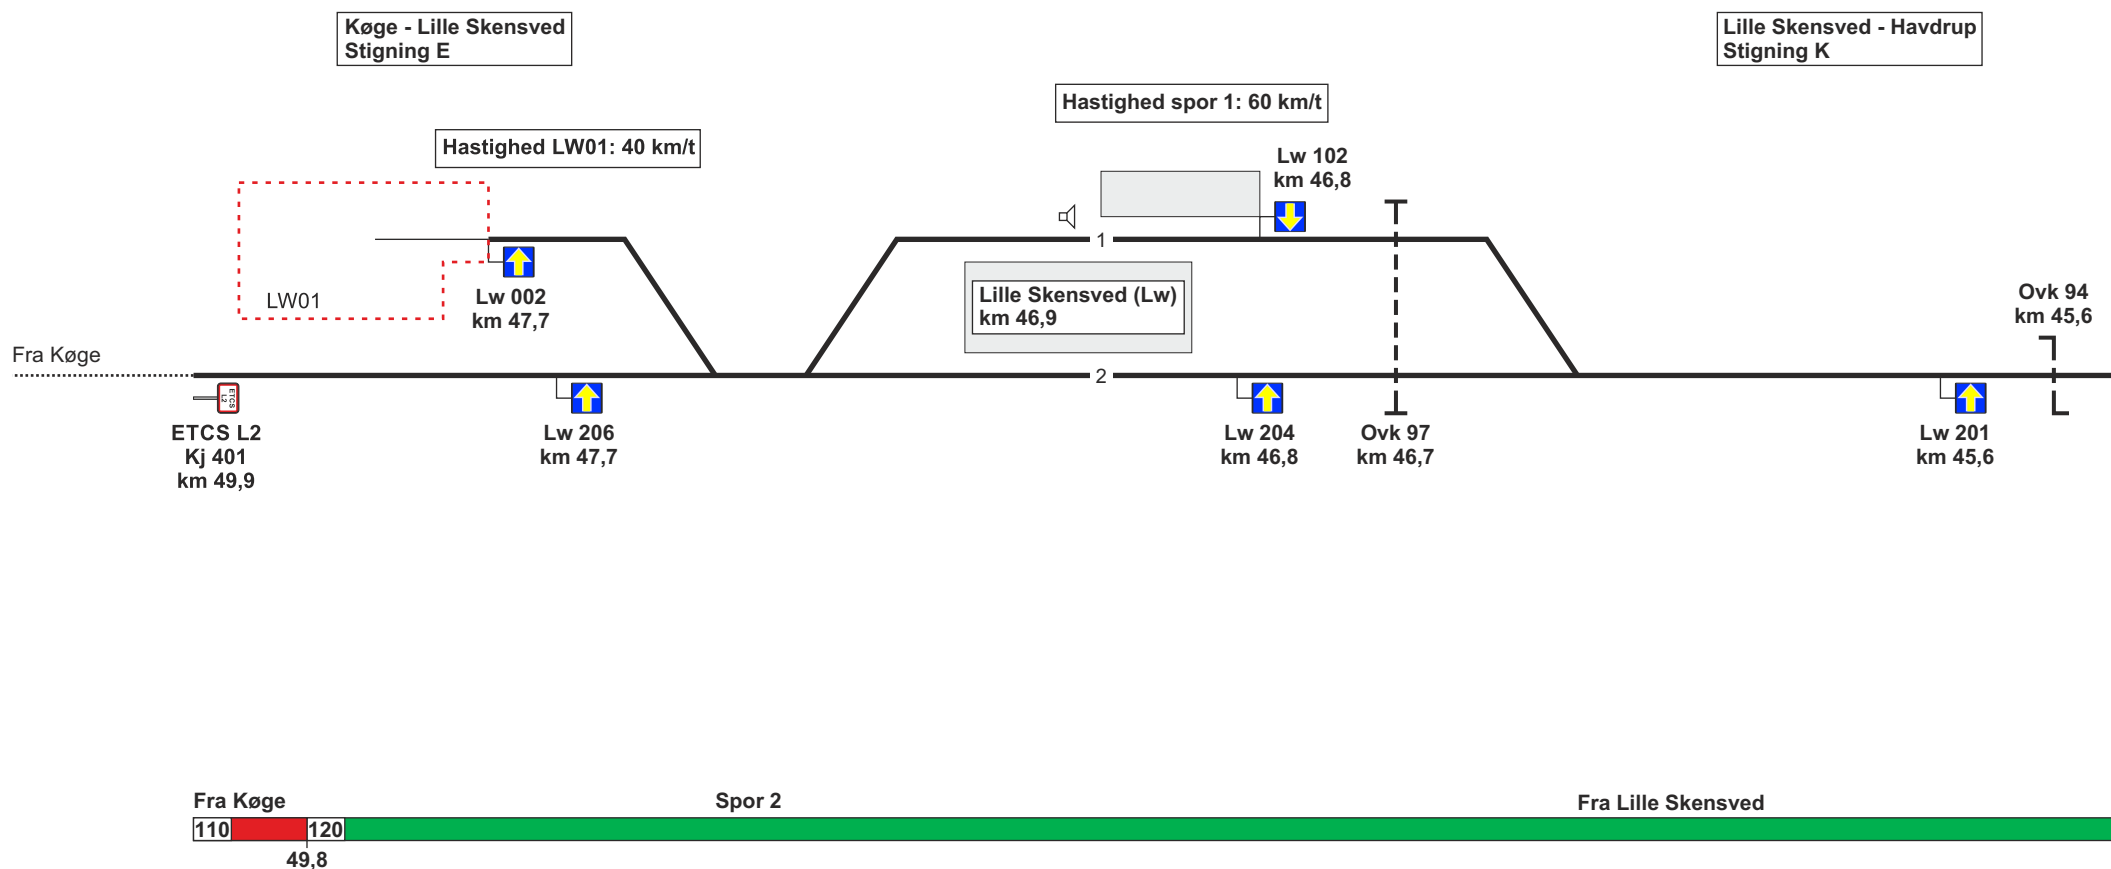 Køge - Lille Skensved
Stigning E
Lille Skensved - Havdrup
Stigning K
Hastighed spor 1: 60 km/t
Hastighed LW01: 40 km/t
Lw 102
km 46,8
1
LW01
Lw 002
km 47,7
Lille Skensved (Lw)
km 46,9
Ovk 94
km 45,6
Fra Køge
2
ETCS
L2
ETCS L2
Kj 401
km 49,9
Lw 206
km 47,7
Lw 204
km 46,8
Ovk 97
km 46,7
Lw 201
km 45,6
Fra Køge
Spor 2
Fra Lille Skensved
110
120
49,8